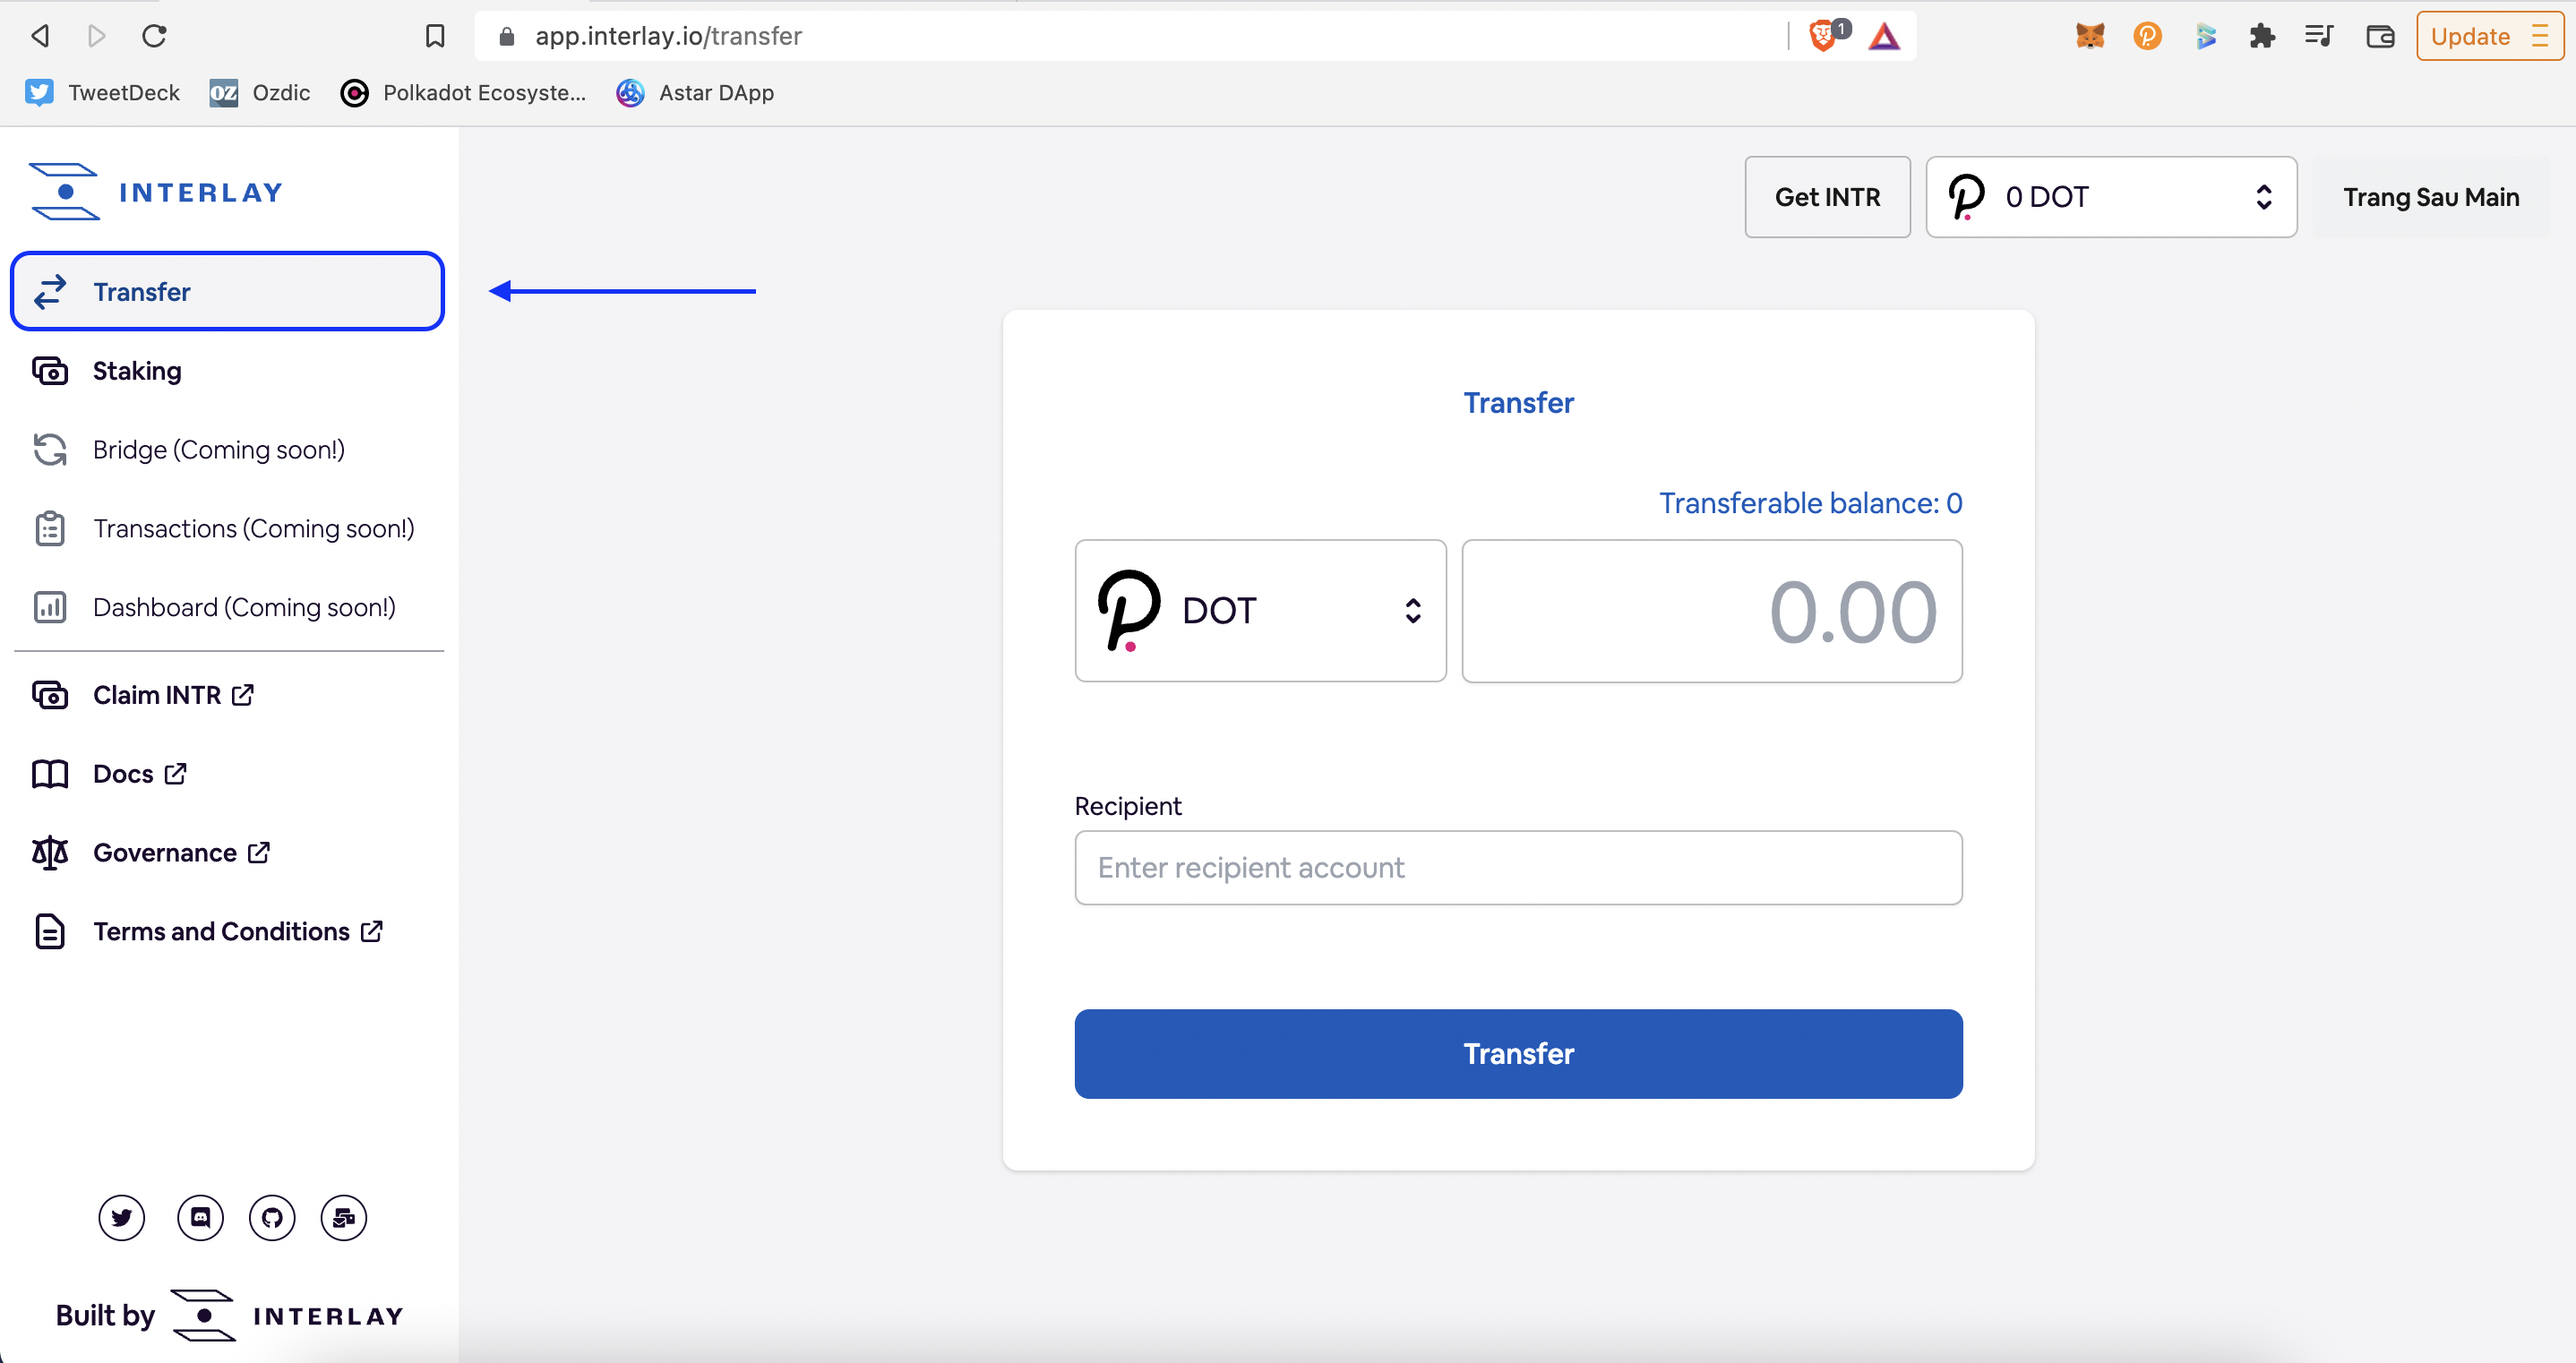 app.interlay.io/transfer
1
Update
TweetDeck
OZ
Ozdic
Polkadot Ecosyste...
Astar DApp
INTERLAY
Get INTR
0 DOT
Trang Sau Main
Transfer
Staking
Bridge (Coming soon!)
Transactions (Coming soon!)
Dashboard (Coming soon!)
Claim INTR
Docs
Governance
Terms and Conditions
Built by INTERLAY
Transfer
Transferable balance: 0
DOT
0.00
Recipient
Enter recipient account
Transfer